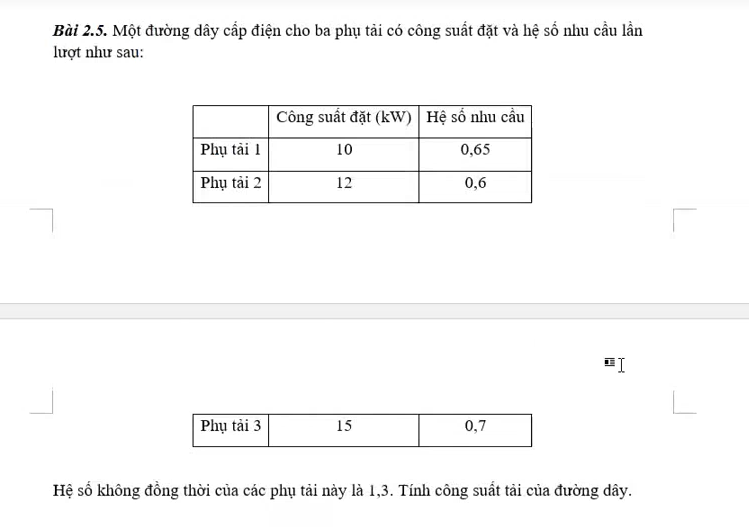 Bài 2.5. Một đường dây cấp điện cho ba phụ tải có công suất đặt và hệ số nhu cầu lần
lượt như sau:
Công suất đặt (kW) Hệ số nhu cầu
Phụ tải 1 10 0,65
Phụ tải 2 12 0,6
Phụ tải 3 15 0,7
Hệ số không đồng thời của các phụ tải này là 1,3. Tính công suất tải của đường dây.